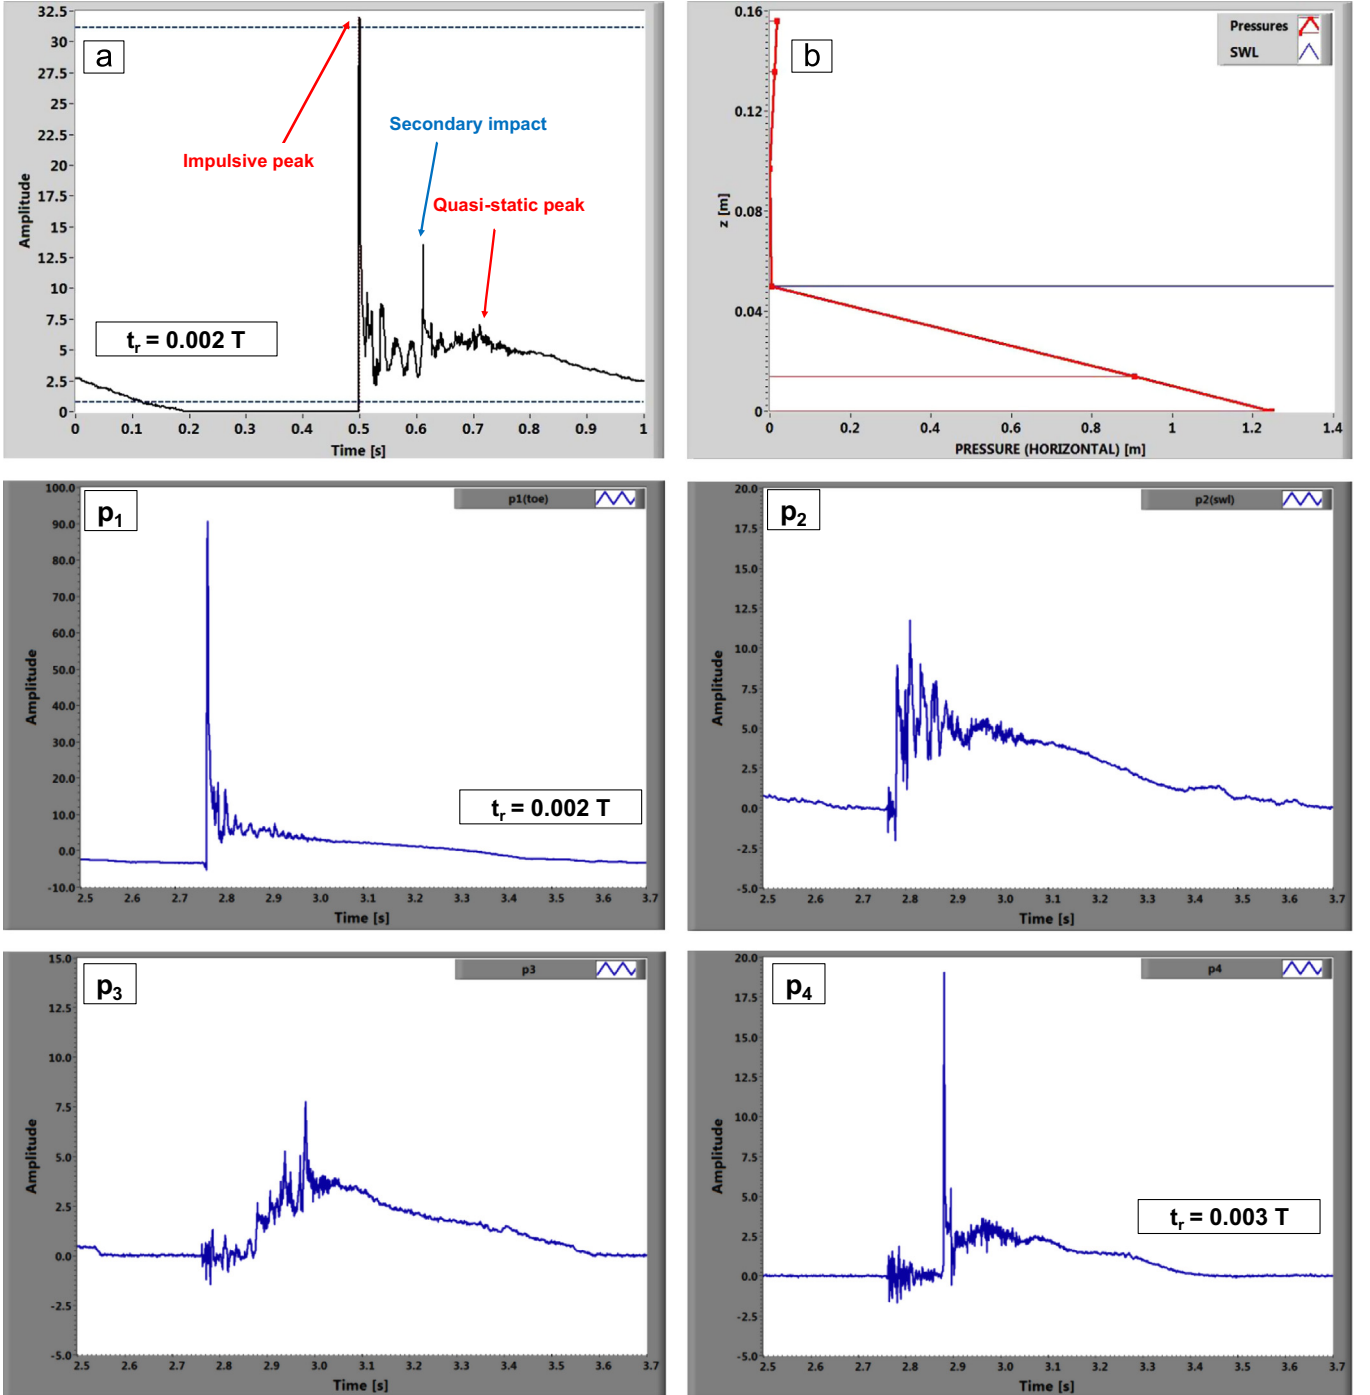 a
Amplitude
32.5
30
27.5
25
22.5
20
17.5
15
12.5
10
7.5
5
2.5
0
Impulsive peak
Secondary impact
Quasi-static peak
tr = 0.002 T
0 0.1 0.2 0.3 0.4 0.5 0.6 0.7 0.8 0.9 1
Time [s]
b
Pressures
SWL
z [m]
0.16
0.12
0.08
0.04
0
0 0.2 0.4 0.6 0.8 1 1.2 1.4
PRESSURE (HORIZONTAL) [m]
p1
p1(toe)
Amplitude
100.0
90.0
80.0
70.0
60.0
50.0
40.0
30.0
20.0
10.0
0.0
-10.0
tr = 0.002 T
2.5 2.6 2.7 2.8 2.9 3.0 3.1 3.2 3.3 3.4 3.5 3.6 3.7
Time [s]
p2
p2(swl)
Amplitude
20.0
17.5
15.0
12.5
10.0
7.5
5.0
2.5
0.0
-2.5
-5.0
2.5 2.6 2.7 2.8 2.9 3.0 3.1 3.2 3.3 3.4 3.5 3.6 3.7
Time [s]
p3
p3
Amplitude
15.0
12.5
10.0
7.5
5.0
2.5
0.0
-2.5
-5.0
2.5 2.6 2.7 2.8 2.9 3.0 3.1 3.2 3.3 3.4 3.5 3.6 3.7
Time [s]
p4
p4
Amplitude
20.0
17.5
15.0
12.5
10.0
7.5
5.0
2.5
0.0
-2.5
-5.0
tr = 0.003 T
2.5 2.6 2.7 2.8 2.9 3.0 3.1 3.2 3.3 3.4 3.5 3.6 3.7
Time [s]